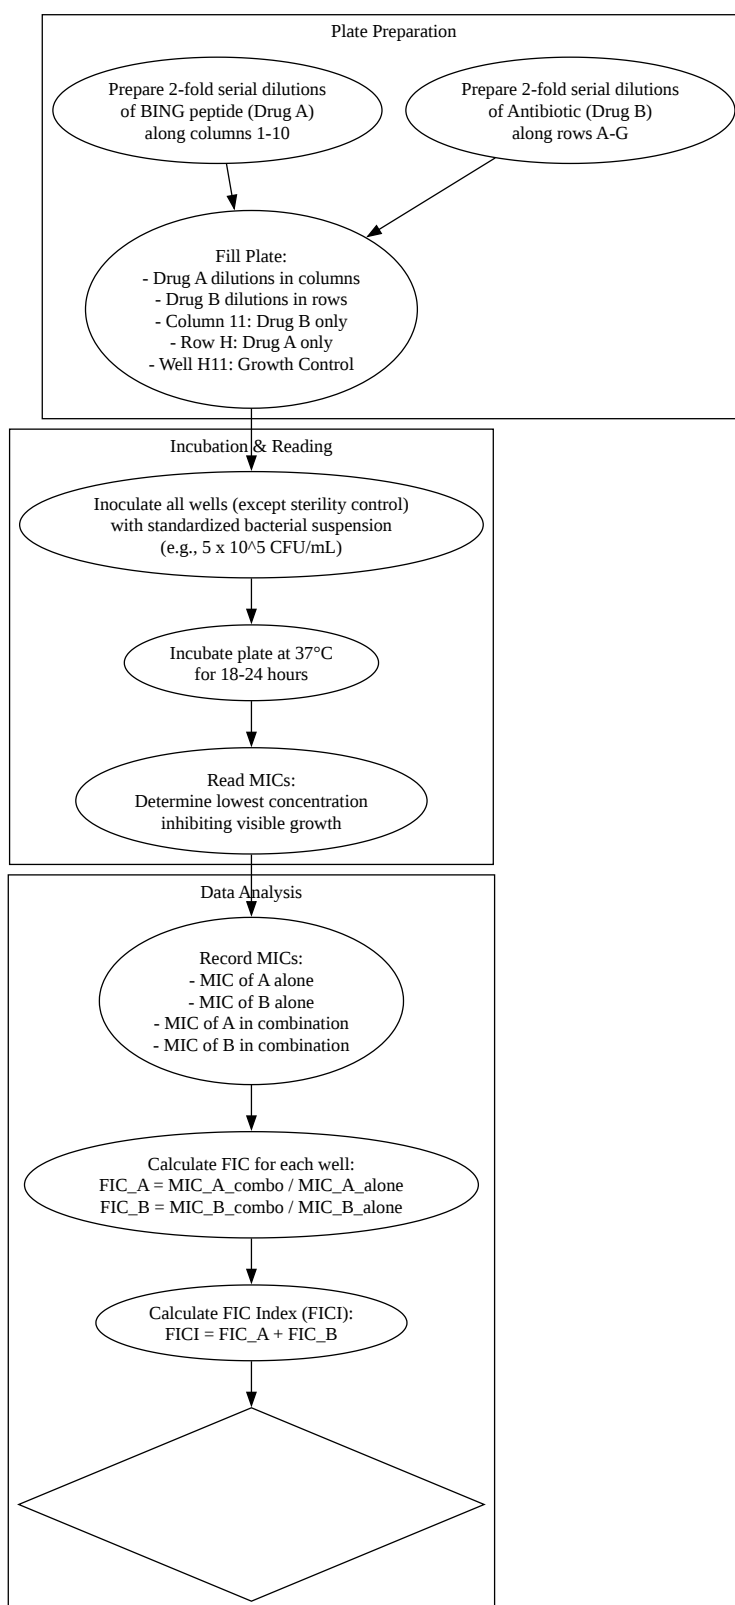 Plate Preparation
Prepare 2-fold serial dilutions
of BING peptide (Drug A)
along columns 1-10
Prepare 2-fold serial dilutions
of Antibiotic (Drug B)
along rows A-G
Fill Plate:
- Drug A dilutions in columns
- Drug B dilutions in rows
- Column 11: Drug B only
- Row H: Drug A only
- Well H11: Growth Control
Incubation & Reading
Inoculate all wells (except sterility control)
with standardized bacterial suspension
(e.g., 5 x 10^5 CFU/mL)
Incubate plate at 37°C
for 18-24 hours
Read MICs:
Determine lowest concentration
inhibiting visible growth
Data Analysis
Record MICs:
- MIC of A alone
- MIC of B alone
- MIC of A in combination
- MIC of B in combination
Calculate FIC for each well:
FIC_A = MIC_A_combo / MIC_A_alone
FIC_B = MIC_B_combo / MIC_B_alone
Calculate FIC Index (FICI):
FICI = FIC_A + FIC_B